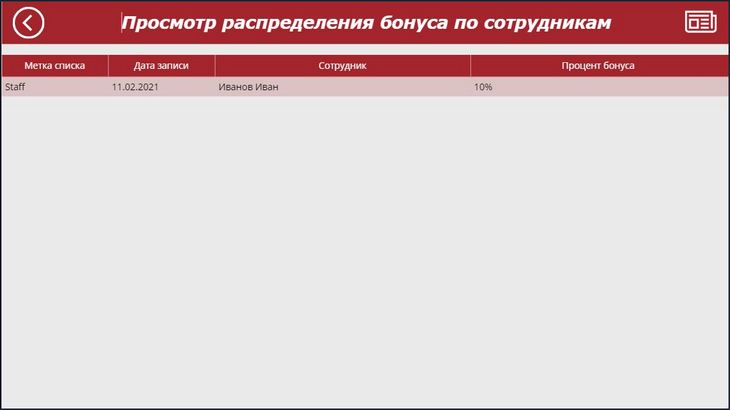 Просмотр распределения бонуса по сотрудникам
Метка списка Дата записи Сотрудник Процент бонуса
Staff 11.02.2021 Иванов Иван 10%